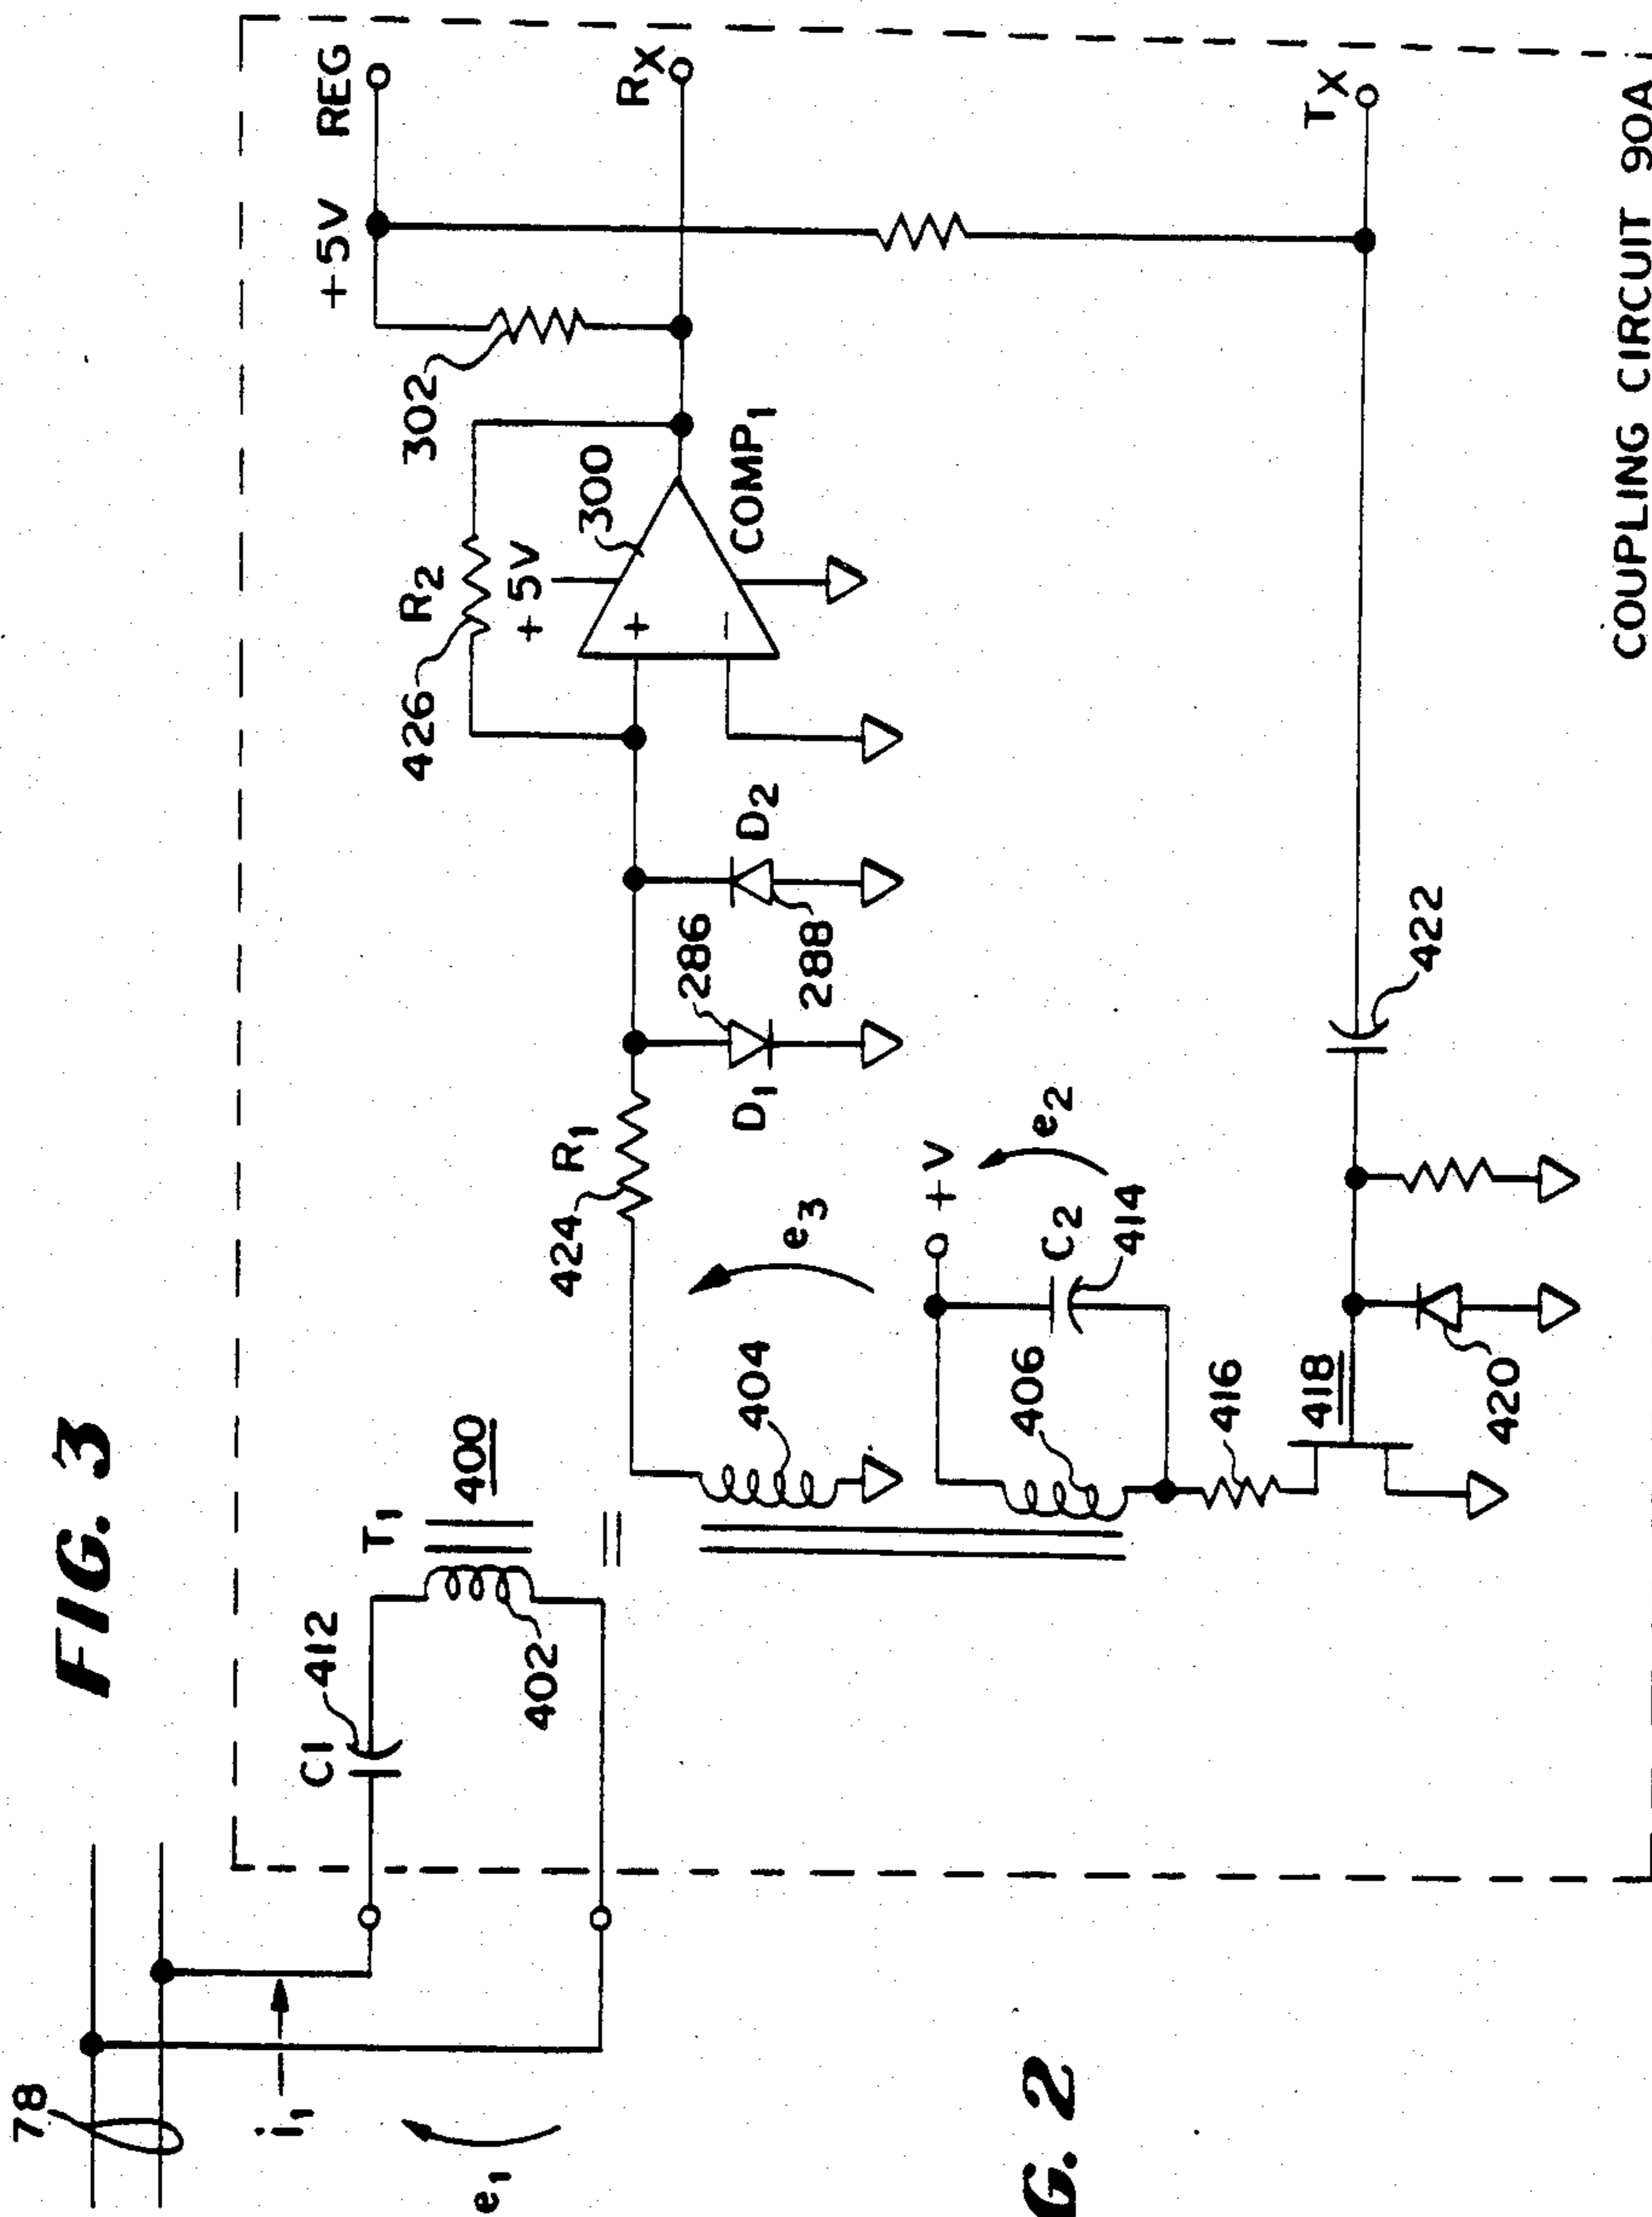 FIG. 3
78
i1
e1
C1
412
T1
400
402
404
424
R1
e3
+V
e2
C2
414
406
416
418
420
422
D1
286
D2
288
426
R2
+5V
300
+
−
COMP1
302
+5V REG
RX
TX
COUPLING CIRCUIT 90A
G. 2